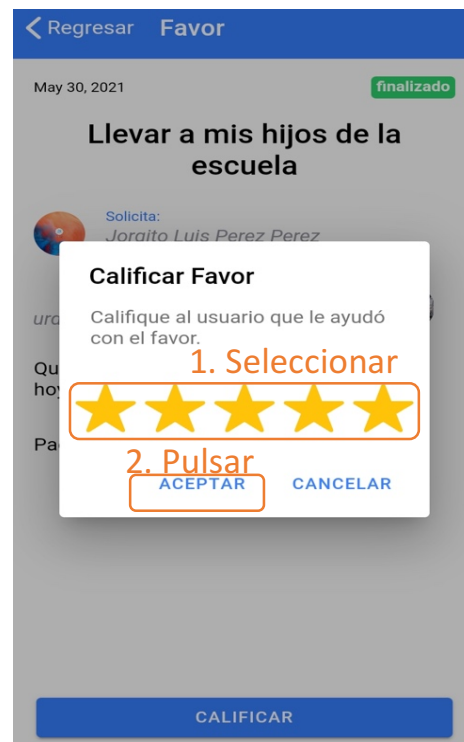 Regresar Favor
May 30, 2021 finalizado
Llevar a mis hijos de la
escuela
Solicita:
Jorgito Luis Perez Perez
Calificar Favor
Califique al usuario que le ayudó
con el favor.
1. Seleccionar
2. Pulsar
ACEPTAR CANCELAR
CALIFICAR